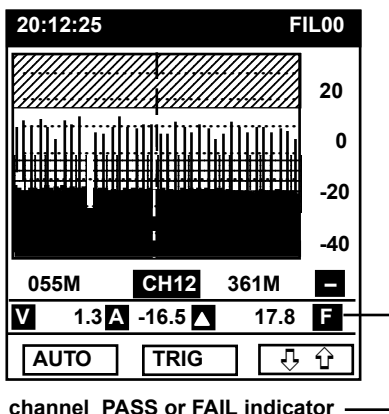 20:12:25 FIL00
20
0
-20
-40
055M CH12 361M –
V 1.3 A -16.5 17.8 F
AUTO TRIG
channel PASS or FAIL indicator